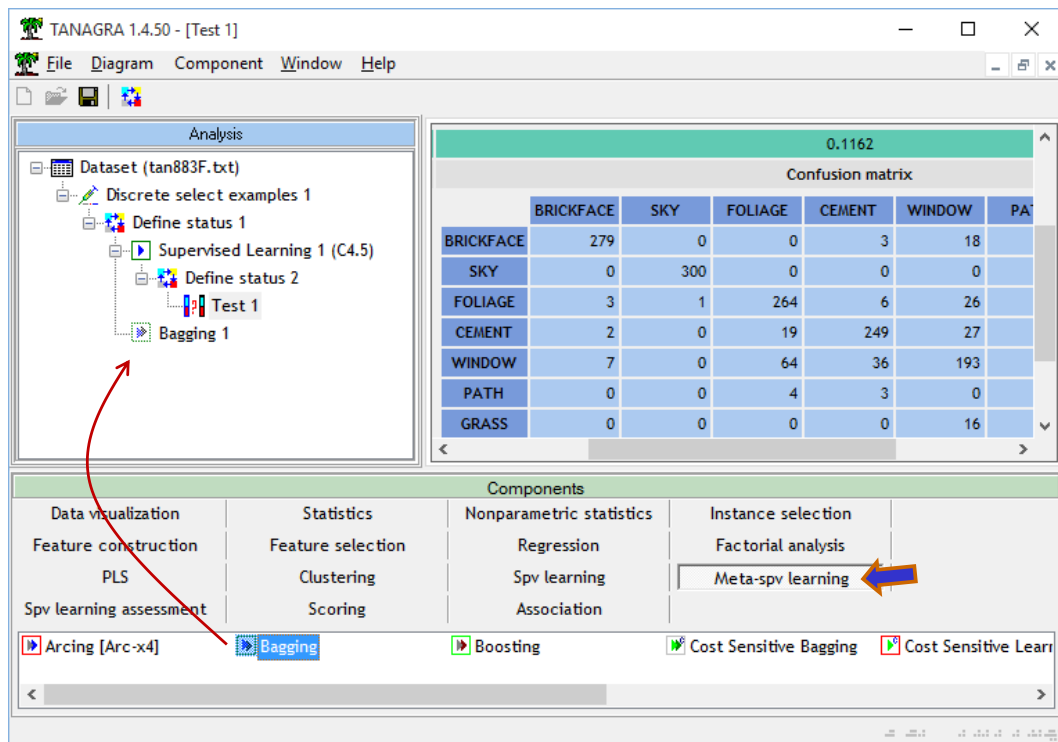 TANAGRA 1.4.50 - [Test 1]
File Diagram Component Window Help
Analysis
Dataset (tan883F.txt)
Discrete select examples 1
Define status 1
Supervised Learning 1 (C4.5)
Define status 2
Test 1
Bagging 1
0.1162
Confusion matrix
BRICKFACE SKY FOLIAGE CEMENT WINDOW PAT
BRICKFACE 279 0 0 3 18
SKY 0 300 0 0 0
FOLIAGE 3 1 264 6 26
CEMENT 2 0 19 249 27
WINDOW 7 0 64 36 193
PATH 0 0 4 3 0
GRASS 0 0 0 0 16
Components
Data visualization Statistics Nonparametric statistics Instance selection
Feature construction Feature selection Regression Factorial analysis
PLS Clustering Spv learning Meta-spv learning
Spv learning assessment Scoring Association
Arcing [Arc-x4] Bagging Boosting Cost Sensitive Bagging Cost Sensitive Learn